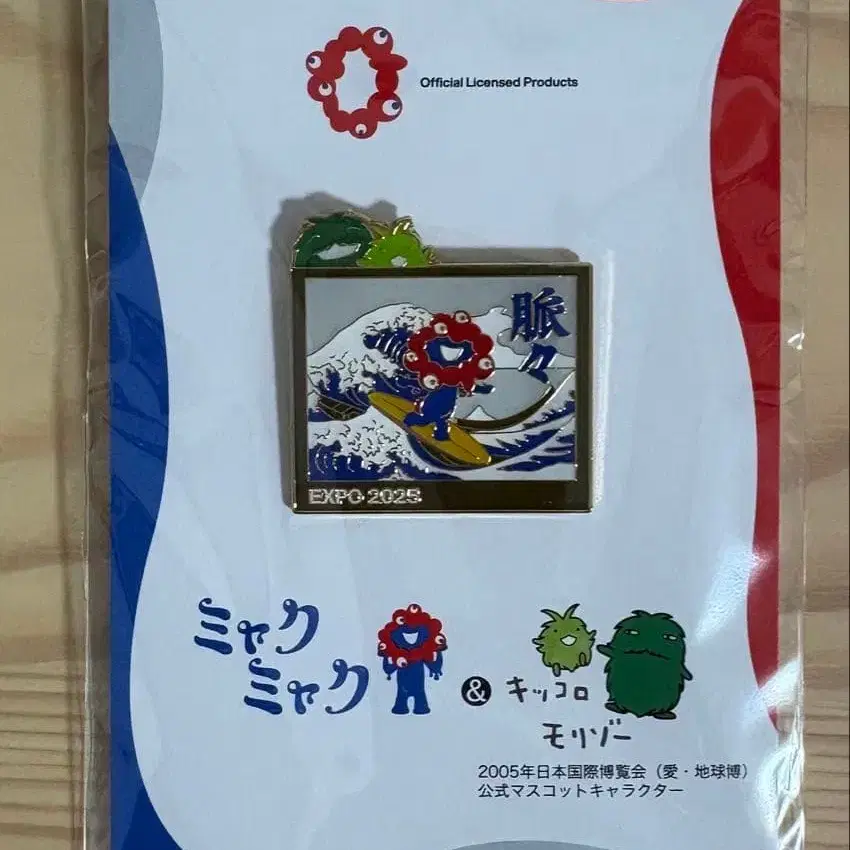 Official Licensed Products
脈々
EXPO 2025
ミャク
ミャク
& キッコロ
モリゾー
2005年日本国際博覧会（愛・地球博）
公式マスコットキャラクター